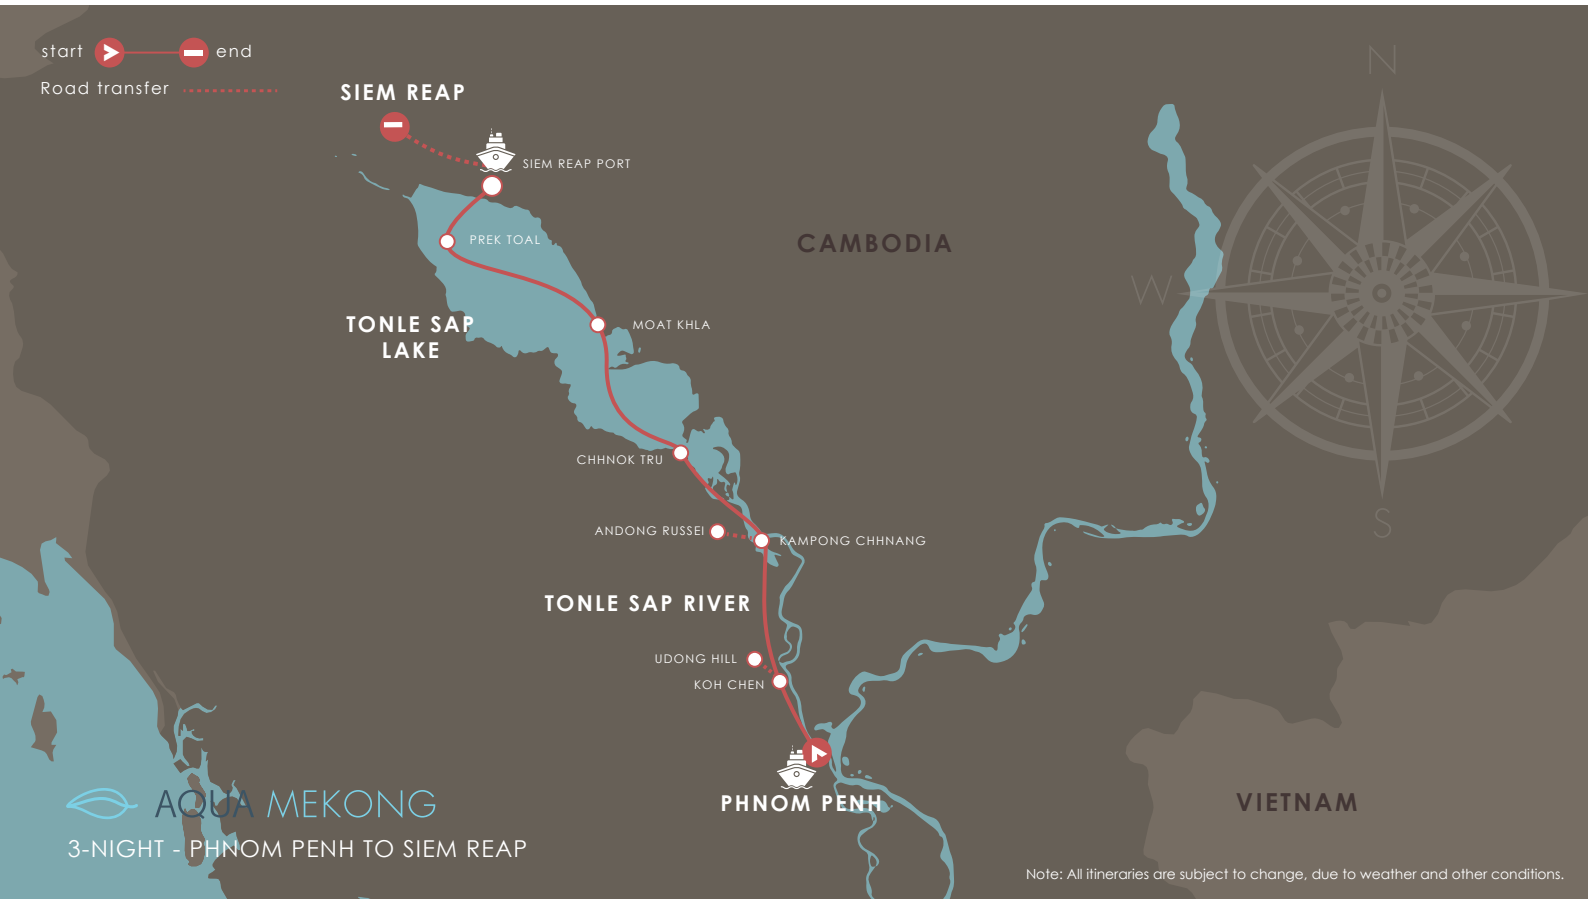 start
end
Road transfer
N
SIEM REAP
SIEM REAP PORT
PREK TOAL
CAMBODIA
W
TONLE SAP
LAKE
MOAT KHLA
CHHNOK TRU
S
ANDONG RUSSEI
KAMPONG CHHNANG
TONLE SAP RIVER
UDONG HILL
KOH CHEN
PHNOM PENH
VIETNAM
AQUA MEKONG
3-NIGHT - PHNOM PENH TO SIEM REAP
Note: All itineraries are subject to change, due to weather and other conditions.